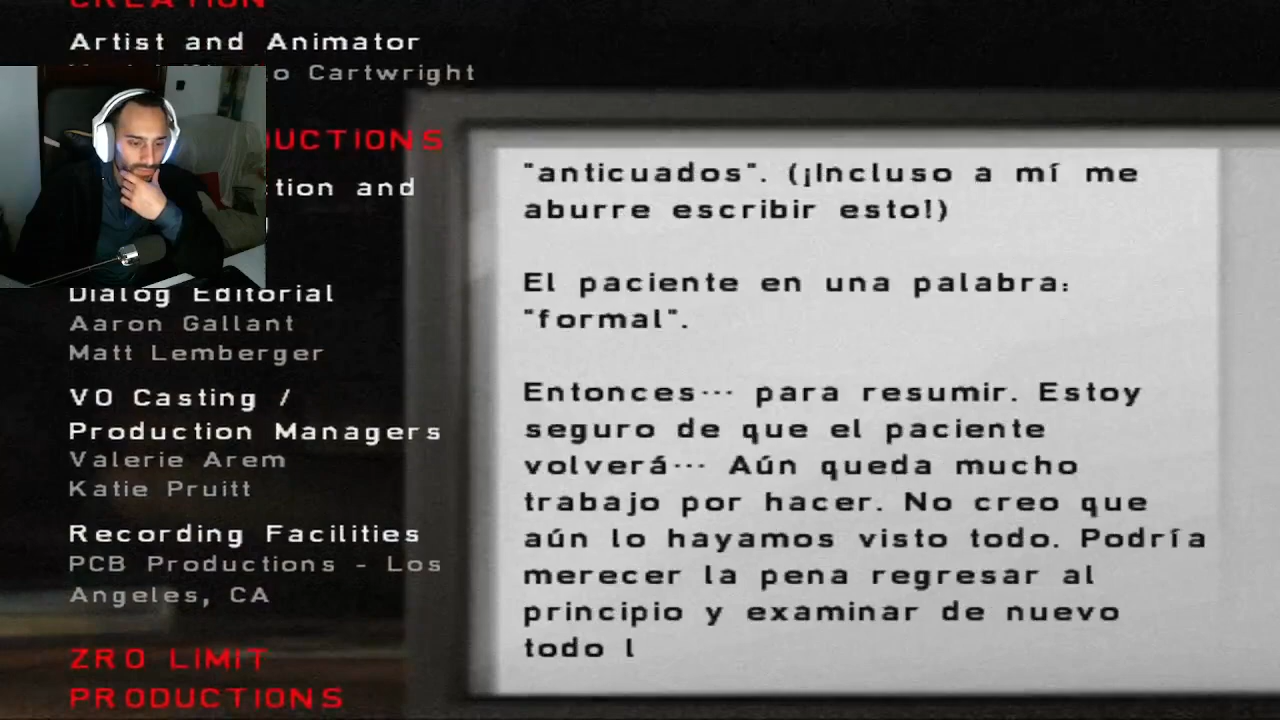 CREATION
Artist and Animator
Cartwright
tion and
Dialog Editorial
Aaron Gallant
Matt Lemberger
VO Casting /
Production Managers
Valerie Arem
Katie Pruitt
Recording Facilities
PCB Productions - Los
Angeles, CA
ZRO LIMIT
PRODUCTIONS
"anticuados". (¡Incluso a mí me
aburre escribir esto!)
El paciente en una palabra:
"formal".
Entonces··· para resumir. Estoy
seguro de que el paciente
volverá··· Aún queda mucho
trabajo por hacer. No creo que
aún lo hayamos visto todo. Podría
merecer la pena regresar al
principio y examinar de nuevo
todo l